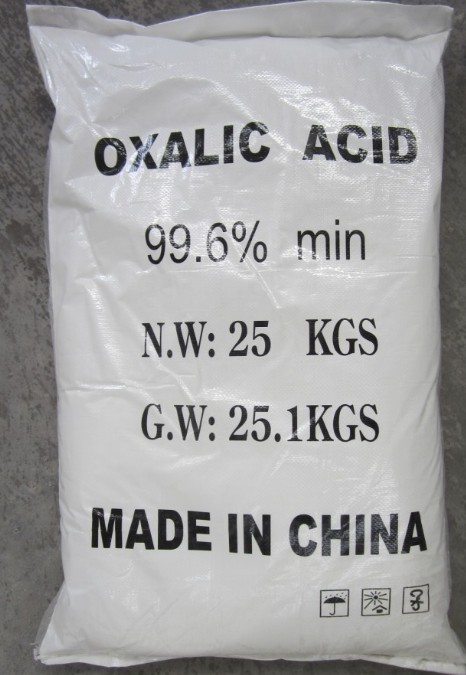 OXALIC ACID
99.6% min
N.W: 25 KGS
G.W: 25.1KGS
MADE IN CHINA